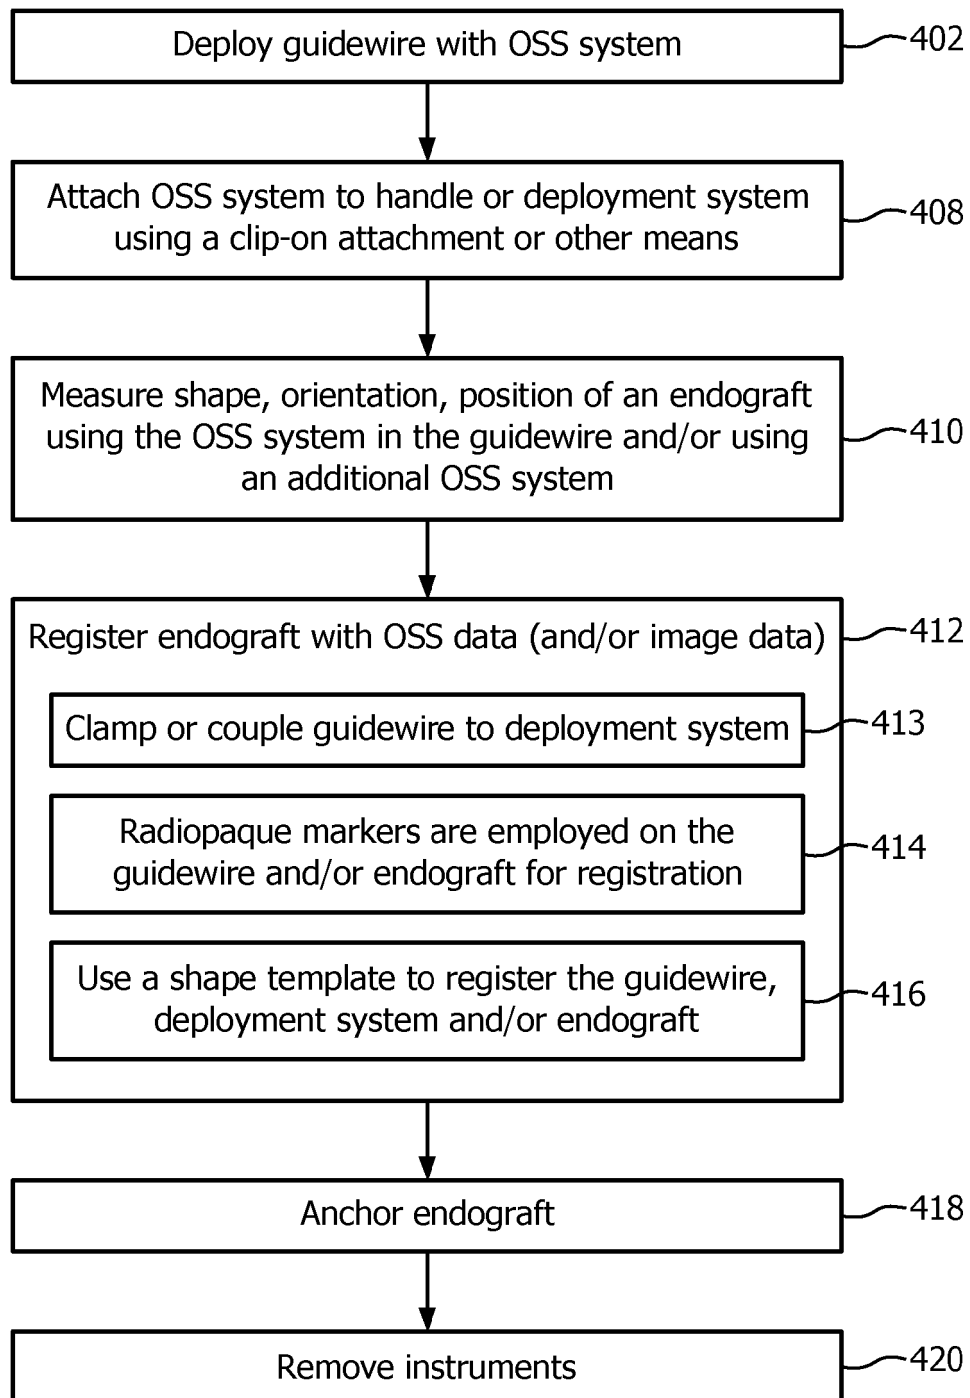 Deploy guidewire with OSS system
402
Attach OSS system to handle or deployment system
using a clip-on attachment or other means
408
Measure shape, orientation, position of an endograft
using the OSS system in the guidewire and/or using
an additional OSS system
410
Register endograft with OSS data (and/or image data)
412
Clamp or couple guidewire to deployment system
413
Radiopaque markers are employed on the
guidewire and/or endograft for registration
414
Use a shape template to register the guidewire,
deployment system and/or endograft
416
Anchor endograft
418
Remove instruments
420